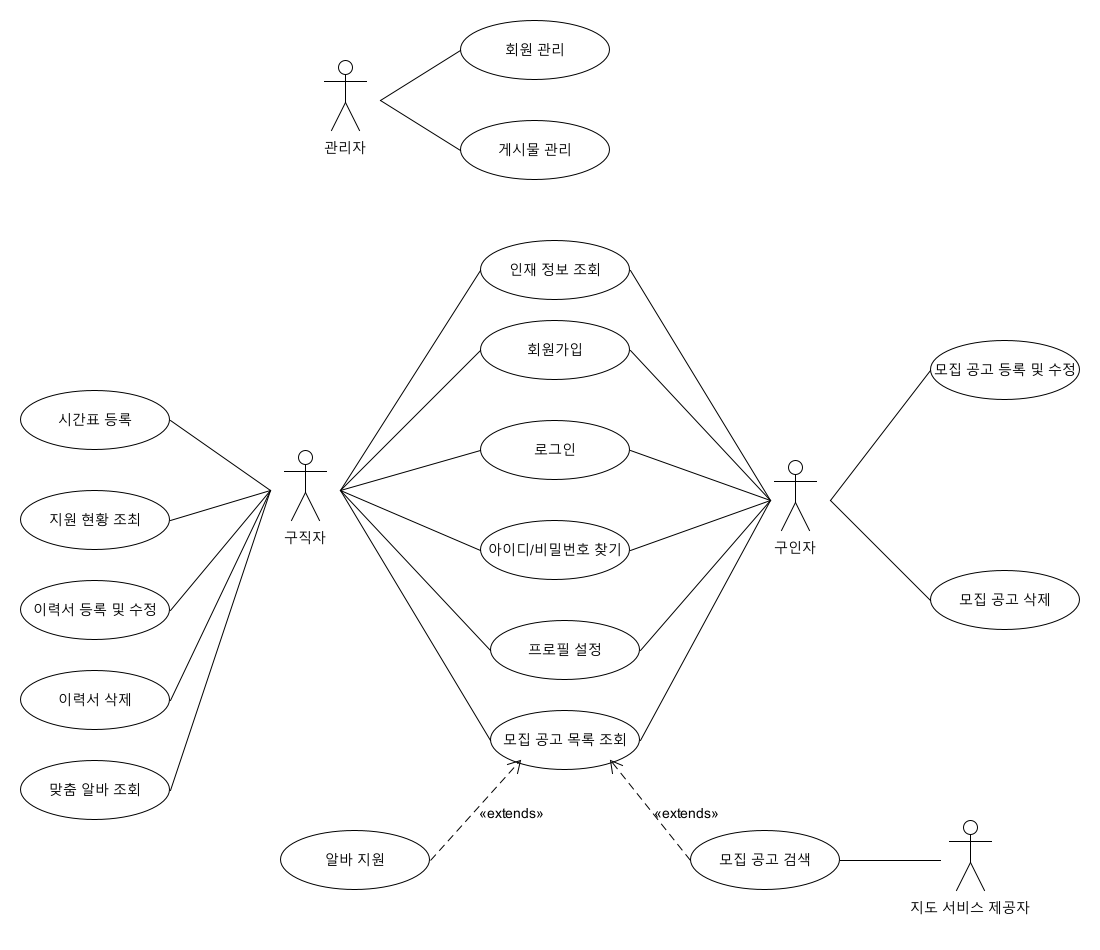 회원 관리
관리자
게시물 관리
인재 정보 조회
회원가입
모집 공고 등록 및 수정
시간표 등록
로그인
지원 현황 조최
구직자
아이디/비밀번호 찾기
구인자
이력서 등록 및 수정
모집 공고 삭제
프로필 설정
이력서 삭제
모집 공고 목록 조회
맞춤 알바 조회
«extends»
«extends»
알바 지원
모집 공고 검색
지도 서비스 제공자